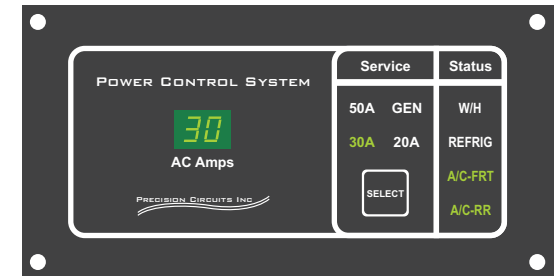 POWER CONTROL SYSTEM
30
AC Amps
PRECISION CIRCUITS INC
Service
50A GEN
30A 20A
SELECT
Status
W/H
REFRIG
A/C-FRT
A/C-RR